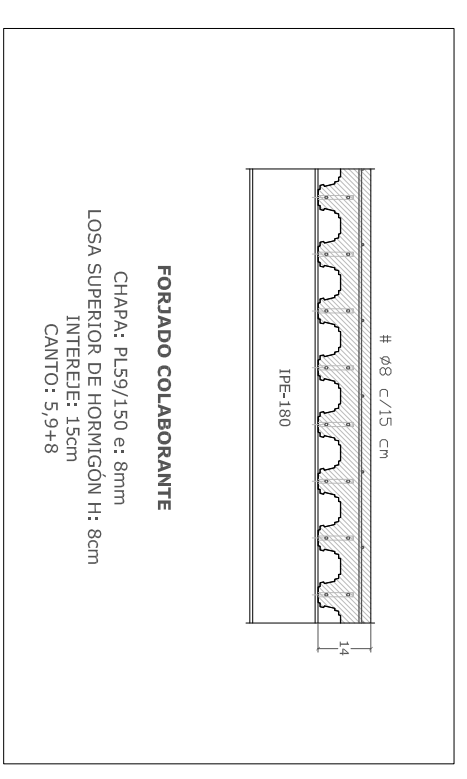 # Ø8 c/15 cm
14
IPE-180
FORJADO COLABORANTE
CHAPA: PL59/150 e: 8mm
LOSA SUPERIOR DE HORMIGÓN H: 8cm
INTEREJE: 15cm
CANTO: 5,9+8